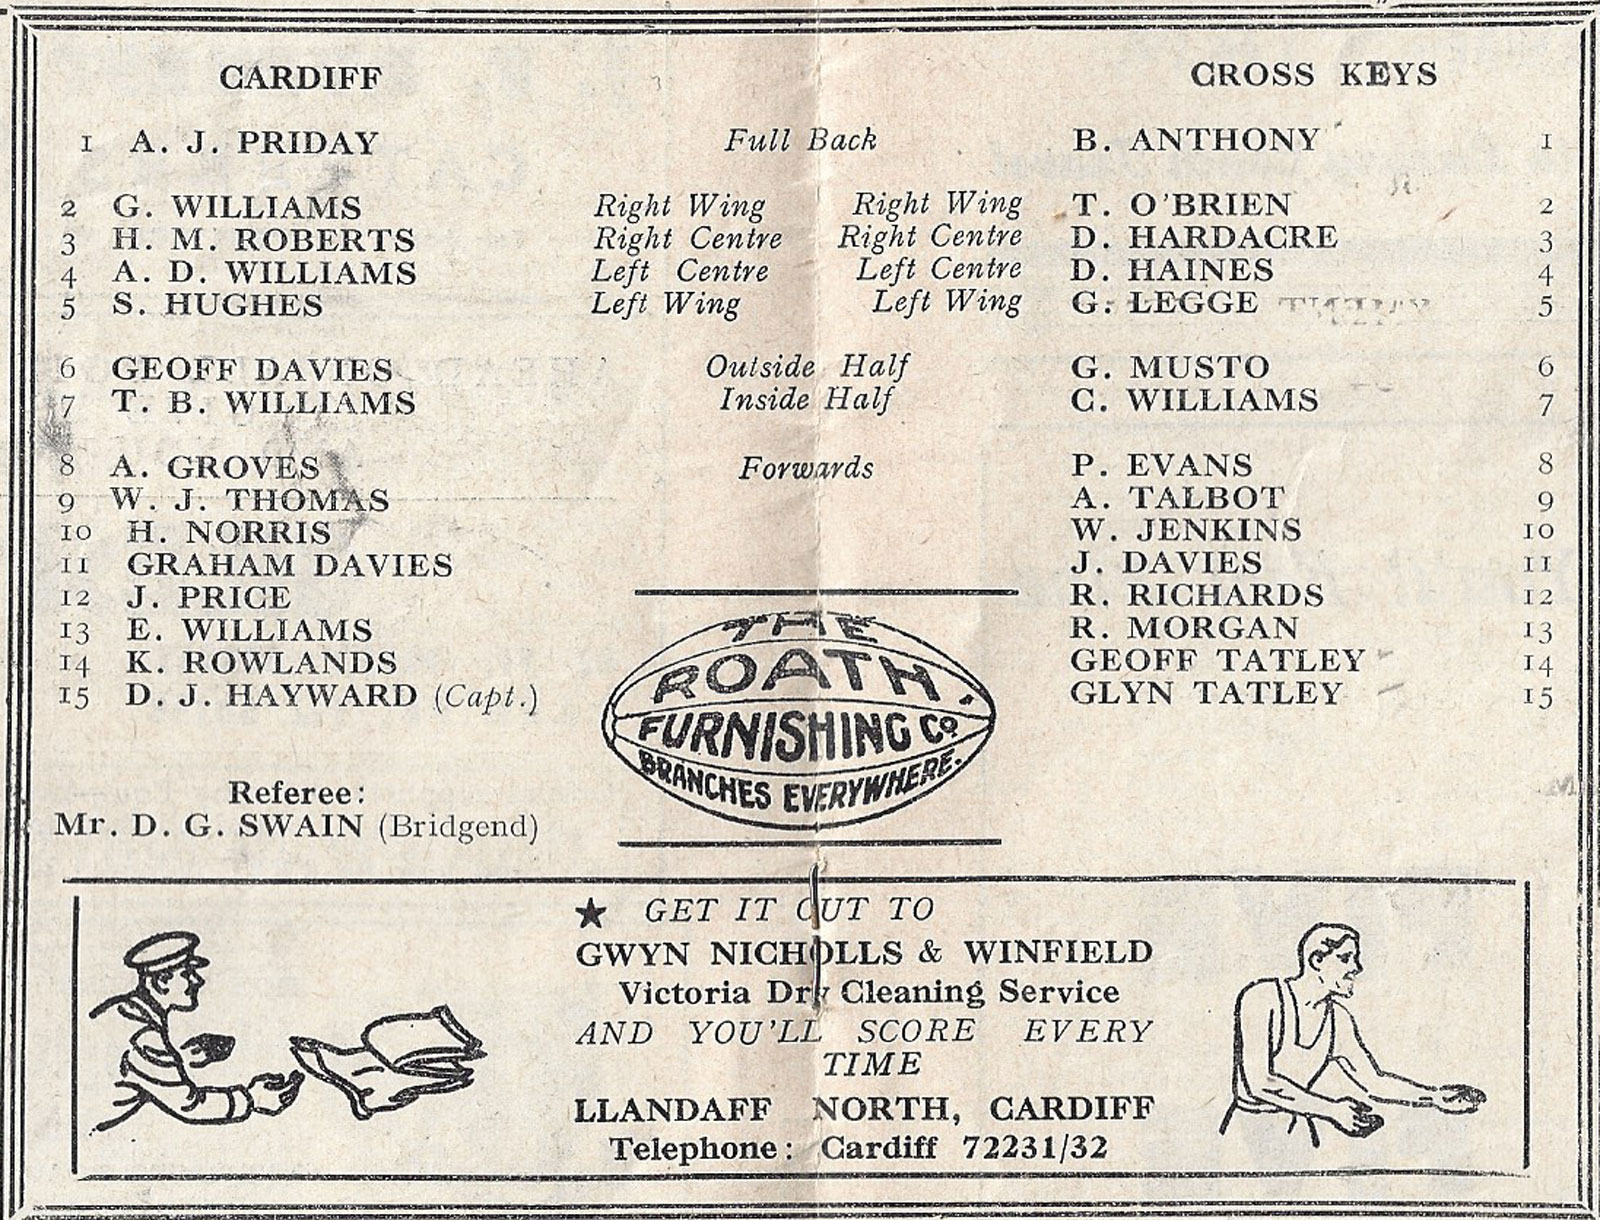 CARDIFF CROSS KEYS
1 A. J. PRIDAY Full Back B. ANTHONY 1
2 G. WILLIAMS Right Wing Right Wing T. O'BRIEN 2
3 H. M. ROBERTS Right Centre Right Centre D. HARDACRE 3
4 A. D. WILLIAMS Left Centre Left Centre D. HAINES 4
5 S. HUGHES Left Wing Left Wing G. LEGGE 5
6 GEOFF DAVIES Outside Half G. MUSTO 6
7 T. B. WILLIAMS Inside Half C. WILLIAMS 7
8 A. GROVES Forwards P. EVANS 8
9 W. J. THOMAS A. TALBOT 9
10 H. NORRIS W. JENKINS 10
11 GRAHAM DAVIES J. DAVIES 11
12 J. PRICE R. RICHARDS 12
13 E. WILLIAMS R. MORGAN 13
14 K. ROWLANDS GEOFF TATLEY 14
15 D. J. HAYWARD (Capt.) GLYN TATLEY 15
THE
ROATH
FURNISHING Co.
BRANCHES EVERYWHERE.
Referee:
Mr. D. G. SWAIN (Bridgend)
★ GET IT OUT TO
GWYN NICHOLLS & WINFIELD
Victoria Dry Cleaning Service
AND YOU'LL SCORE EVERY
TIME
LLANDAFF NORTH, CARDIFF
Telephone: Cardiff 72231/32